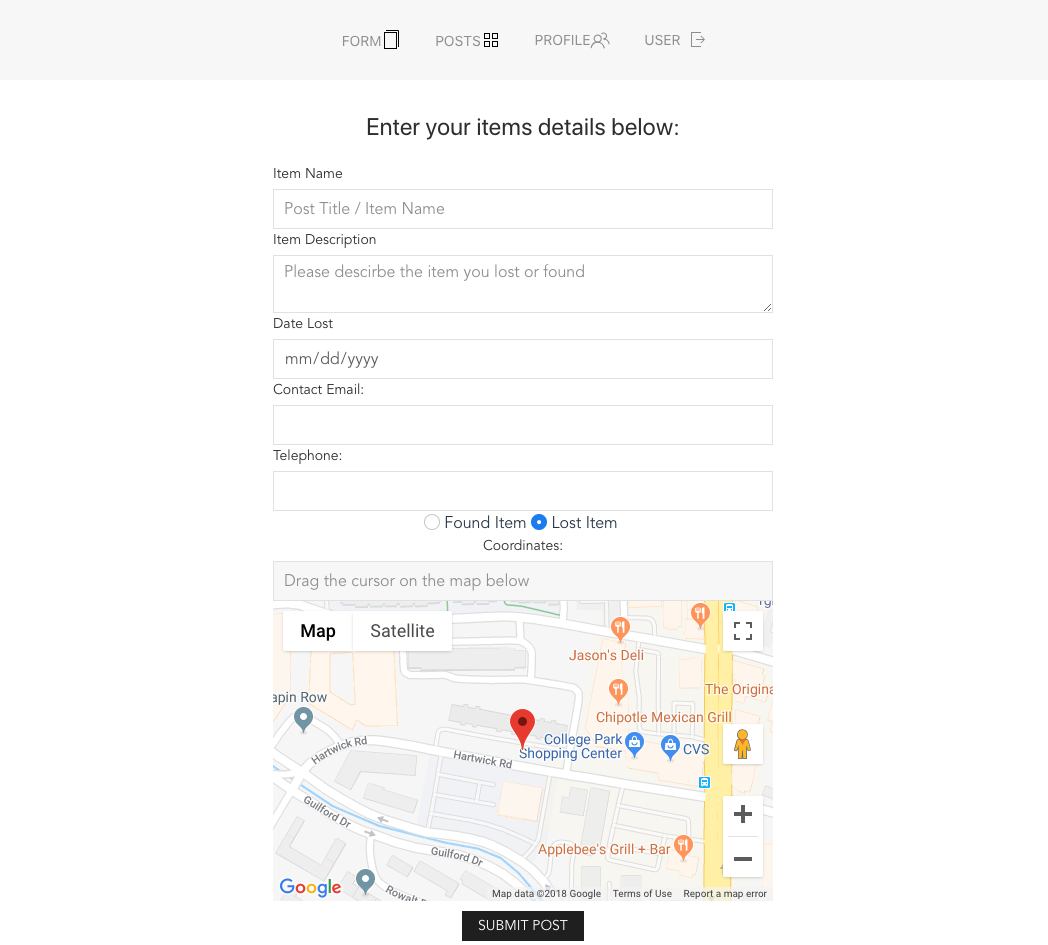 FORM POSTS PROFILE USER
Enter your items details below:
Item Name
Post Title / Item Name
Item Description
Please descirbe the item you lost or found
Date Lost
mm/dd/yyyy
Contact Email:
Telephone:
Found Item Lost Item
Coordinates:
Drag the cursor on the map below
Map Satellite
Jason's Deli
The Origina
apin Row
Chipotle Mexican Grill
College Park
Shopping Center
CVS
Hartwick Rd
Hartwick Rd
Guilford Dr
Guilford Dr
Applebee's Grill + Bar
Rowalt
Google
Map data ©2018 Google Terms of Use Report a map error
SUBMIT POST